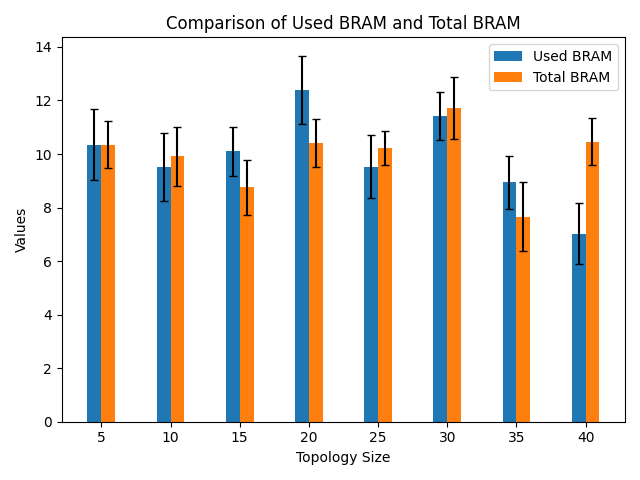 Comparison of Used BRAM and Total BRAM
Used BRAM
Total BRAM
Values
14
12
10
8
6
4
2
0
5 10 15 20 25 30 35 40
Topology Size